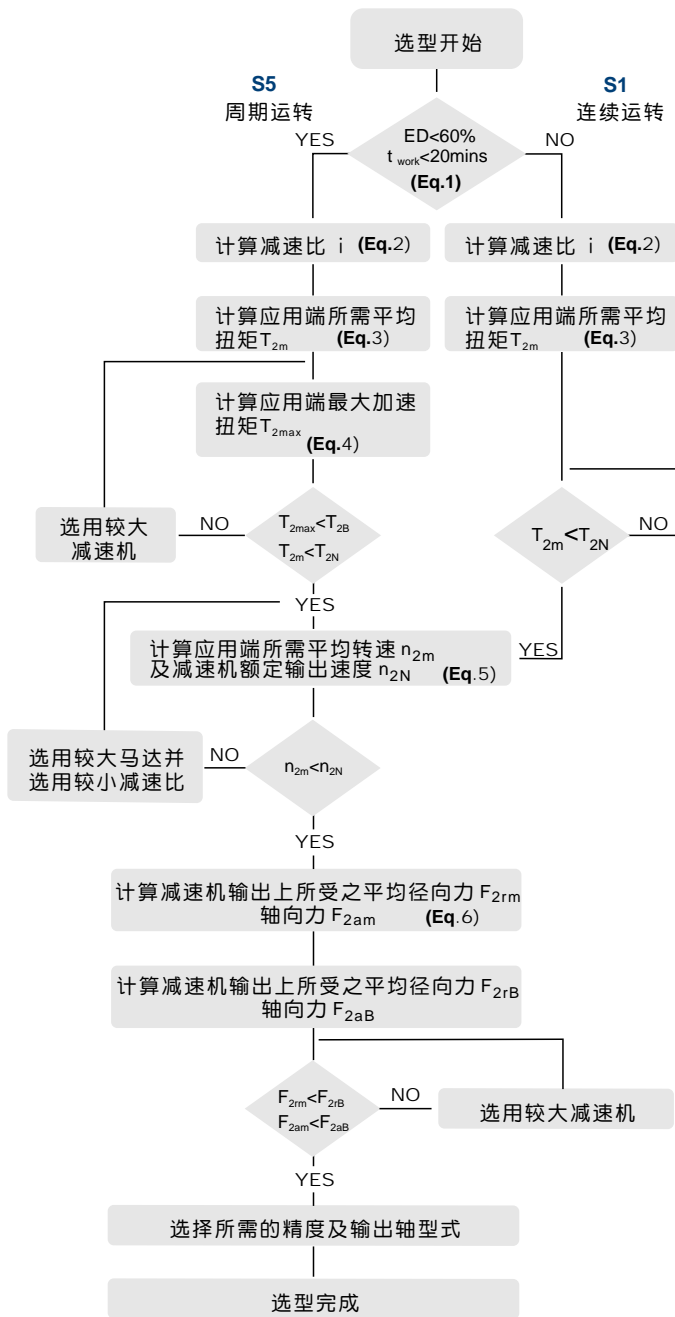 选型开始
S5
周期运转
S1
连续运转
YES
ED<60%
t work<20mins
(Eq.1)
NO
计算减速比 i (Eq.2)
计算减速比 i (Eq.2)
计算应用端所需平均
扭矩T2m (Eq.3)
计算应用端所需平均
扭矩T2m (Eq.3)
计算应用端最大加速
扭矩T2max
(Eq.4)
选用较大
减速机
NO
T2max<T2B
T2m<T2N
T2m<T2N
NO
YES
计算应用端所需平均转速 n2m
及减速机额定输出速度 n2N (Eq.5)
YES
选用较大马达并
选用较小减速比
NO
n2m<n2N
YES
计算减速机输出上所受之平均径向力 F2rm
轴向力 F2am (Eq.6)
计算减速机输出上所受之平均径向力 F2rB
轴向力 F2aB
F2rm<F2rB
F2am<F2aB
NO
选用较大减速机
YES
选择所需的精度及输出轴型式
选型完成